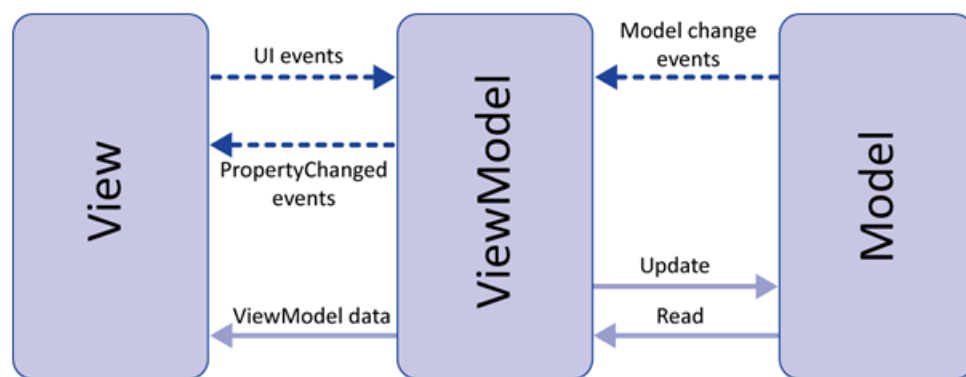 View
UI events
PropertyChanged
events
ViewModel data
ViewModel
Model change
events
Update
Read
Model